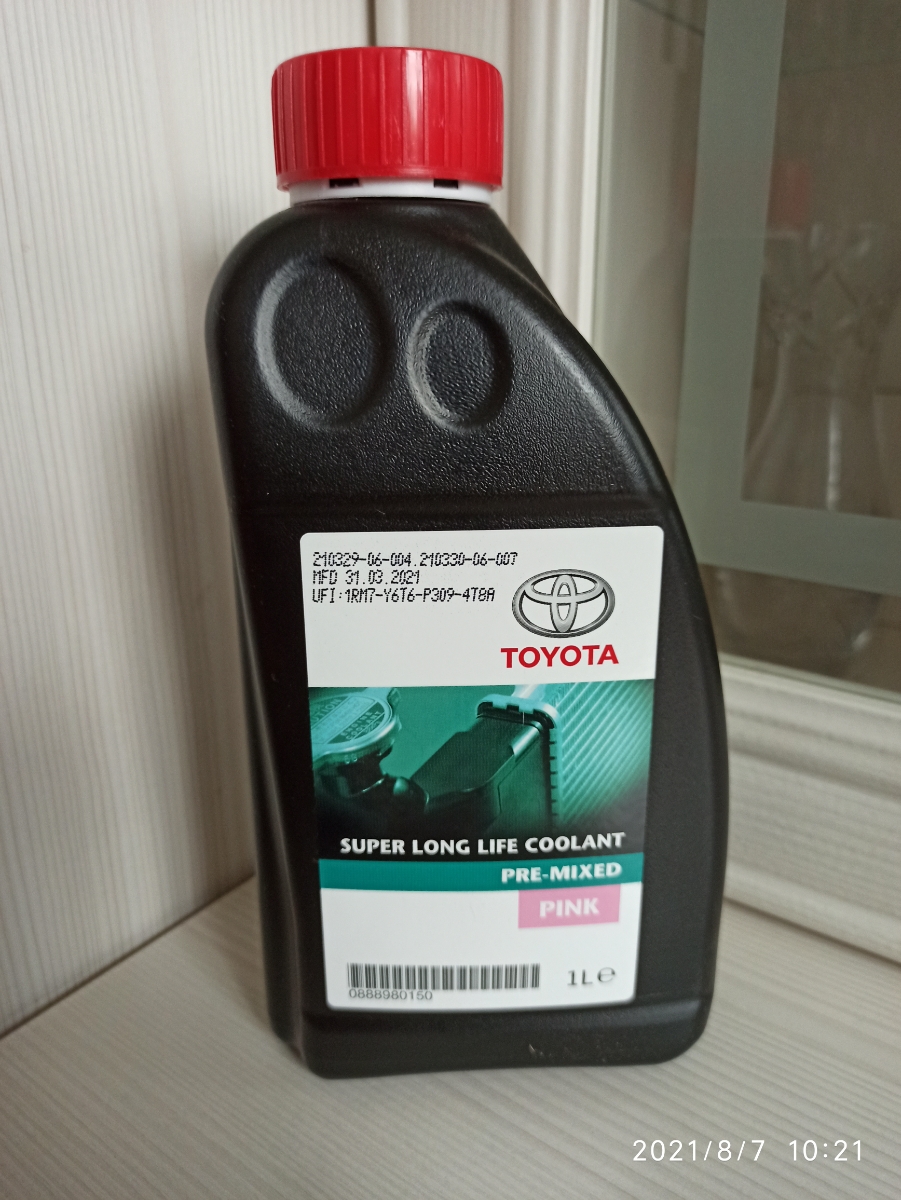 210329-06-004.210330-06-007
MFD 31.03.2021
UFI:1RM7-Y6T6-P309-4T8A
TOYOTA
SUPER LONG LIFE COOLANT
PRE-MIXED
PINK
1L℮
0888980150
2021/8/7 10:21